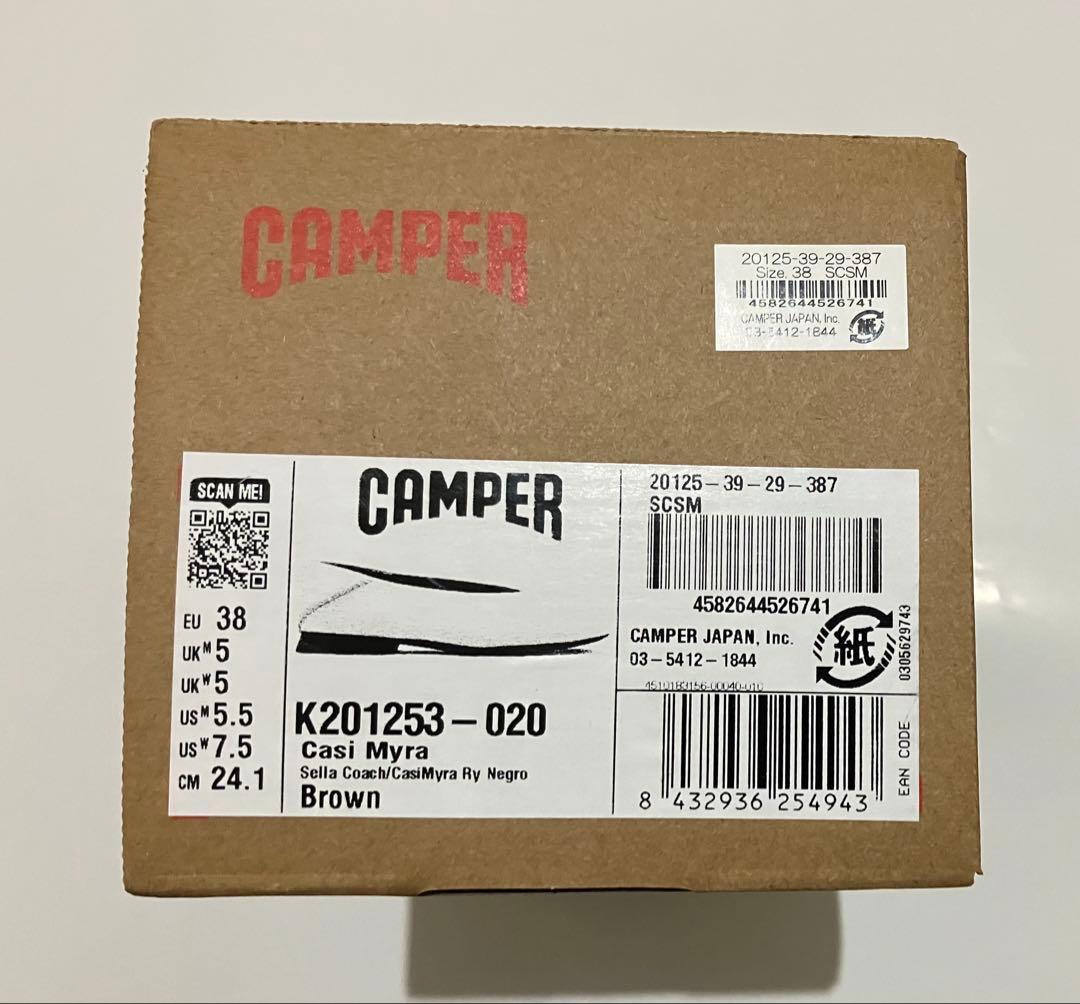 CAMPER
20125-39-29-387
Size. 38 SCSM
4582644526741
CAMPER JAPAN, Inc.
03-5412-1844
紙
SCAN ME!
EU 38
UK M 5
UK W 5
US M 5.5
US W 7.5
CM 24.1
CAMPER
K201253-020
Casi Myra
Sella Coach/CasiMyra Ry Negro
Brown
20125-39-29-387
SCSM
4582644526741
CAMPER JAPAN, Inc.
03-5412-1844
紙
0305629743
4510183156-00040-010
8 432936 254943
EAN CODE